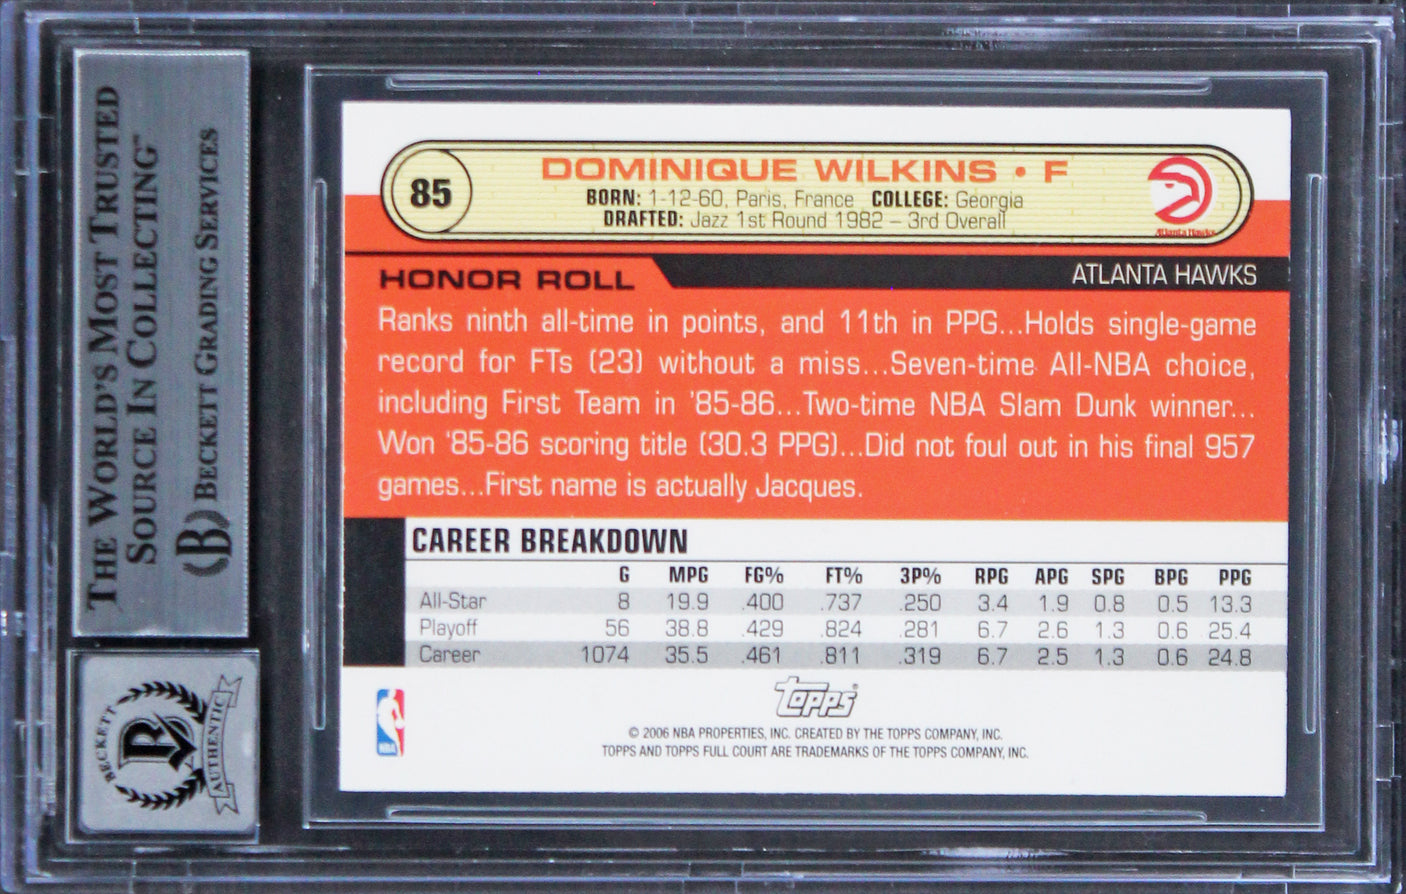 THE WORLD'S MOST TRUSTED
SOURCE IN COLLECTING™
BECKETT GRADING SERVICES
BECKETT
AUTHENTIC
85
DOMINIQUE WILKINS • F
BORN: 1-12-60, Paris, France COLLEGE: Georgia
DRAFTED: Jazz 1st Round 1982 – 3rd Overall
Atlanta Hawks
HONOR ROLL
ATLANTA HAWKS
Ranks ninth all-time in points, and 11th in PPG...Holds single-game
record for FTs (23) without a miss...Seven-time All-NBA choice,
including First Team in '85-86...Two-time NBA Slam Dunk winner...
Won '85-86 scoring title (30.3 PPG)...Did not foul out in his final 957
games...First name is actually Jacques.
CAREER BREAKDOWN
G MPG FG% FT% 3P% RPG APG SPG BPG PPG
All-Star 8 19.9 .400 .737 .250 3.4 1.9 0.8 0.5 13.3
Playoff 56 38.8 .429 .824 .281 6.7 2.6 1.3 0.6 25.4
Career 1074 35.5 .461 .811 .319 6.7 2.5 1.3 0.6 24.8
Topps®
NBA
© 2006 NBA PROPERTIES, INC. CREATED BY THE TOPPS COMPANY, INC.
TOPPS AND TOPPS FULL COURT ARE TRADEMARKS OF THE TOPPS COMPANY, INC.